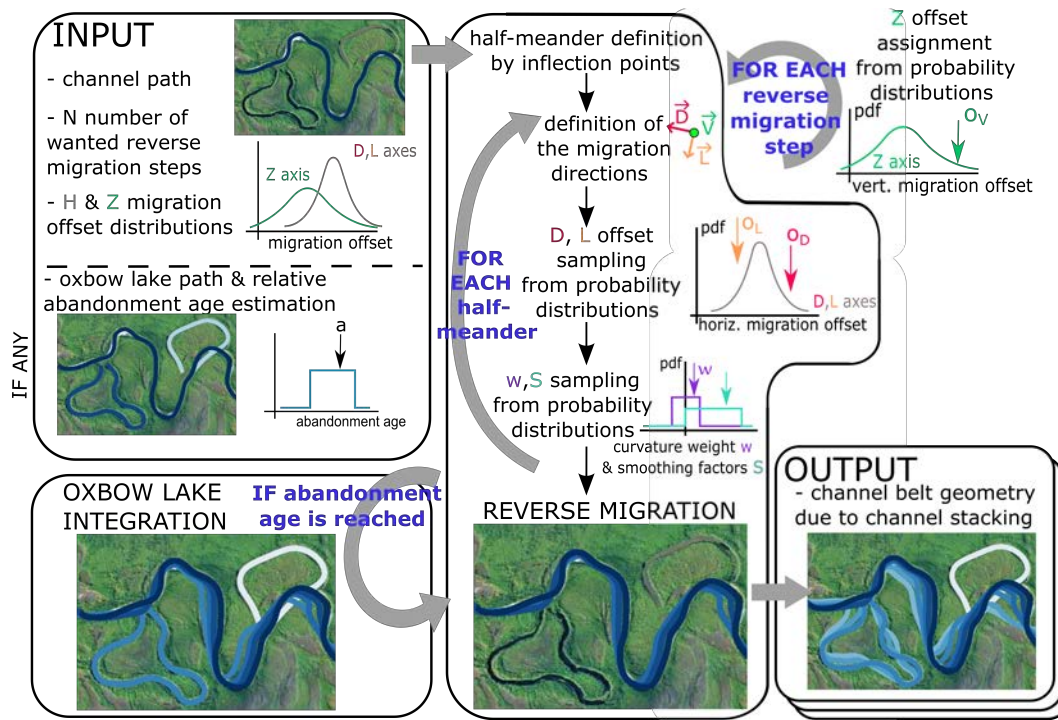 INPUT
- channel path
- N number of
wanted reverse
migration steps
- H & Z migration
offset distributions
D,L axes
Z axis
migration offset
- oxbow lake path & relative
abandonment age estimation
IF ANY
a
abandonment age
OXBOW LAKE
INTEGRATION
IF abandonment
age is reached
half-meander definition
by inflection points
definition of
the migration
directions
D
V
L
D, L offset
sampling
from probability
distributions
FOR
EACH
half-
meander
w,S sampling
from probability
distributions
REVERSE MIGRATION
FOR EACH
reverse
migration
step
Z offset
assignment
from probability
distributions
pdf
OV
Z axis
vert. migration offset
pdf
OL
OD
D,L axes
horiz. migration offset
pdf
w
curvature weight w
& smoothing factors S
OUTPUT
- channel belt geometry
due to channel stacking